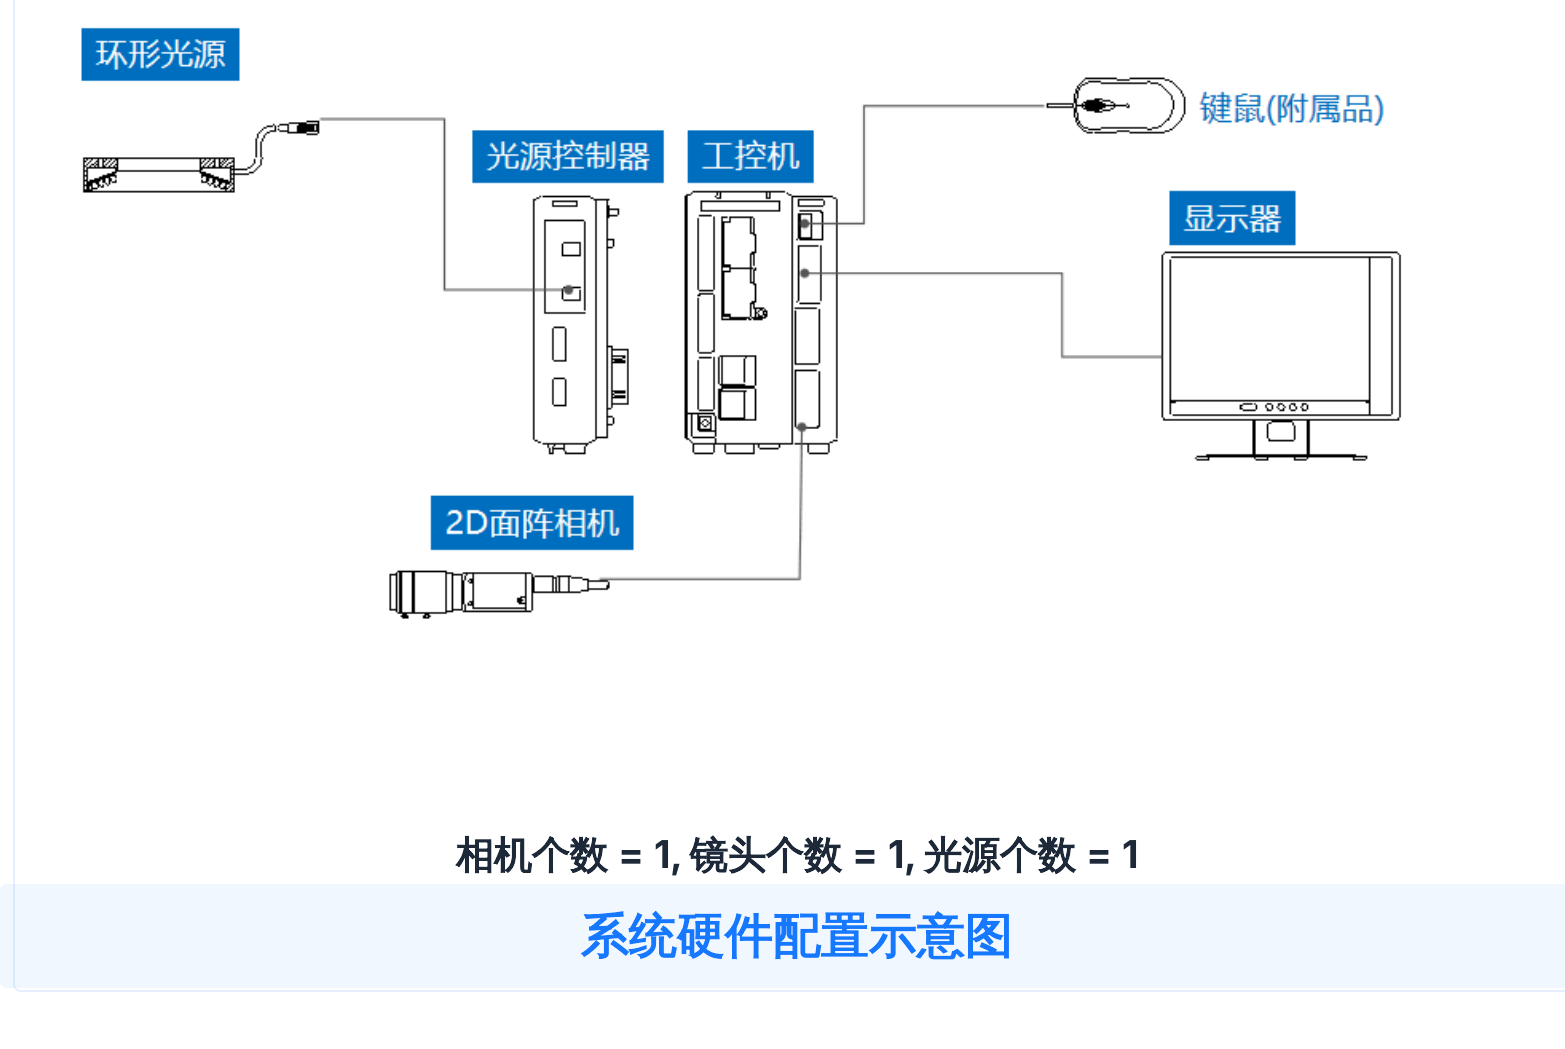 环形光源
键鼠(附属品)
光源控制器
工控机
显示器
2D面阵相机
相机个数 = 1, 镜头个数 = 1, 光源个数 = 1
系统硬件配置示意图